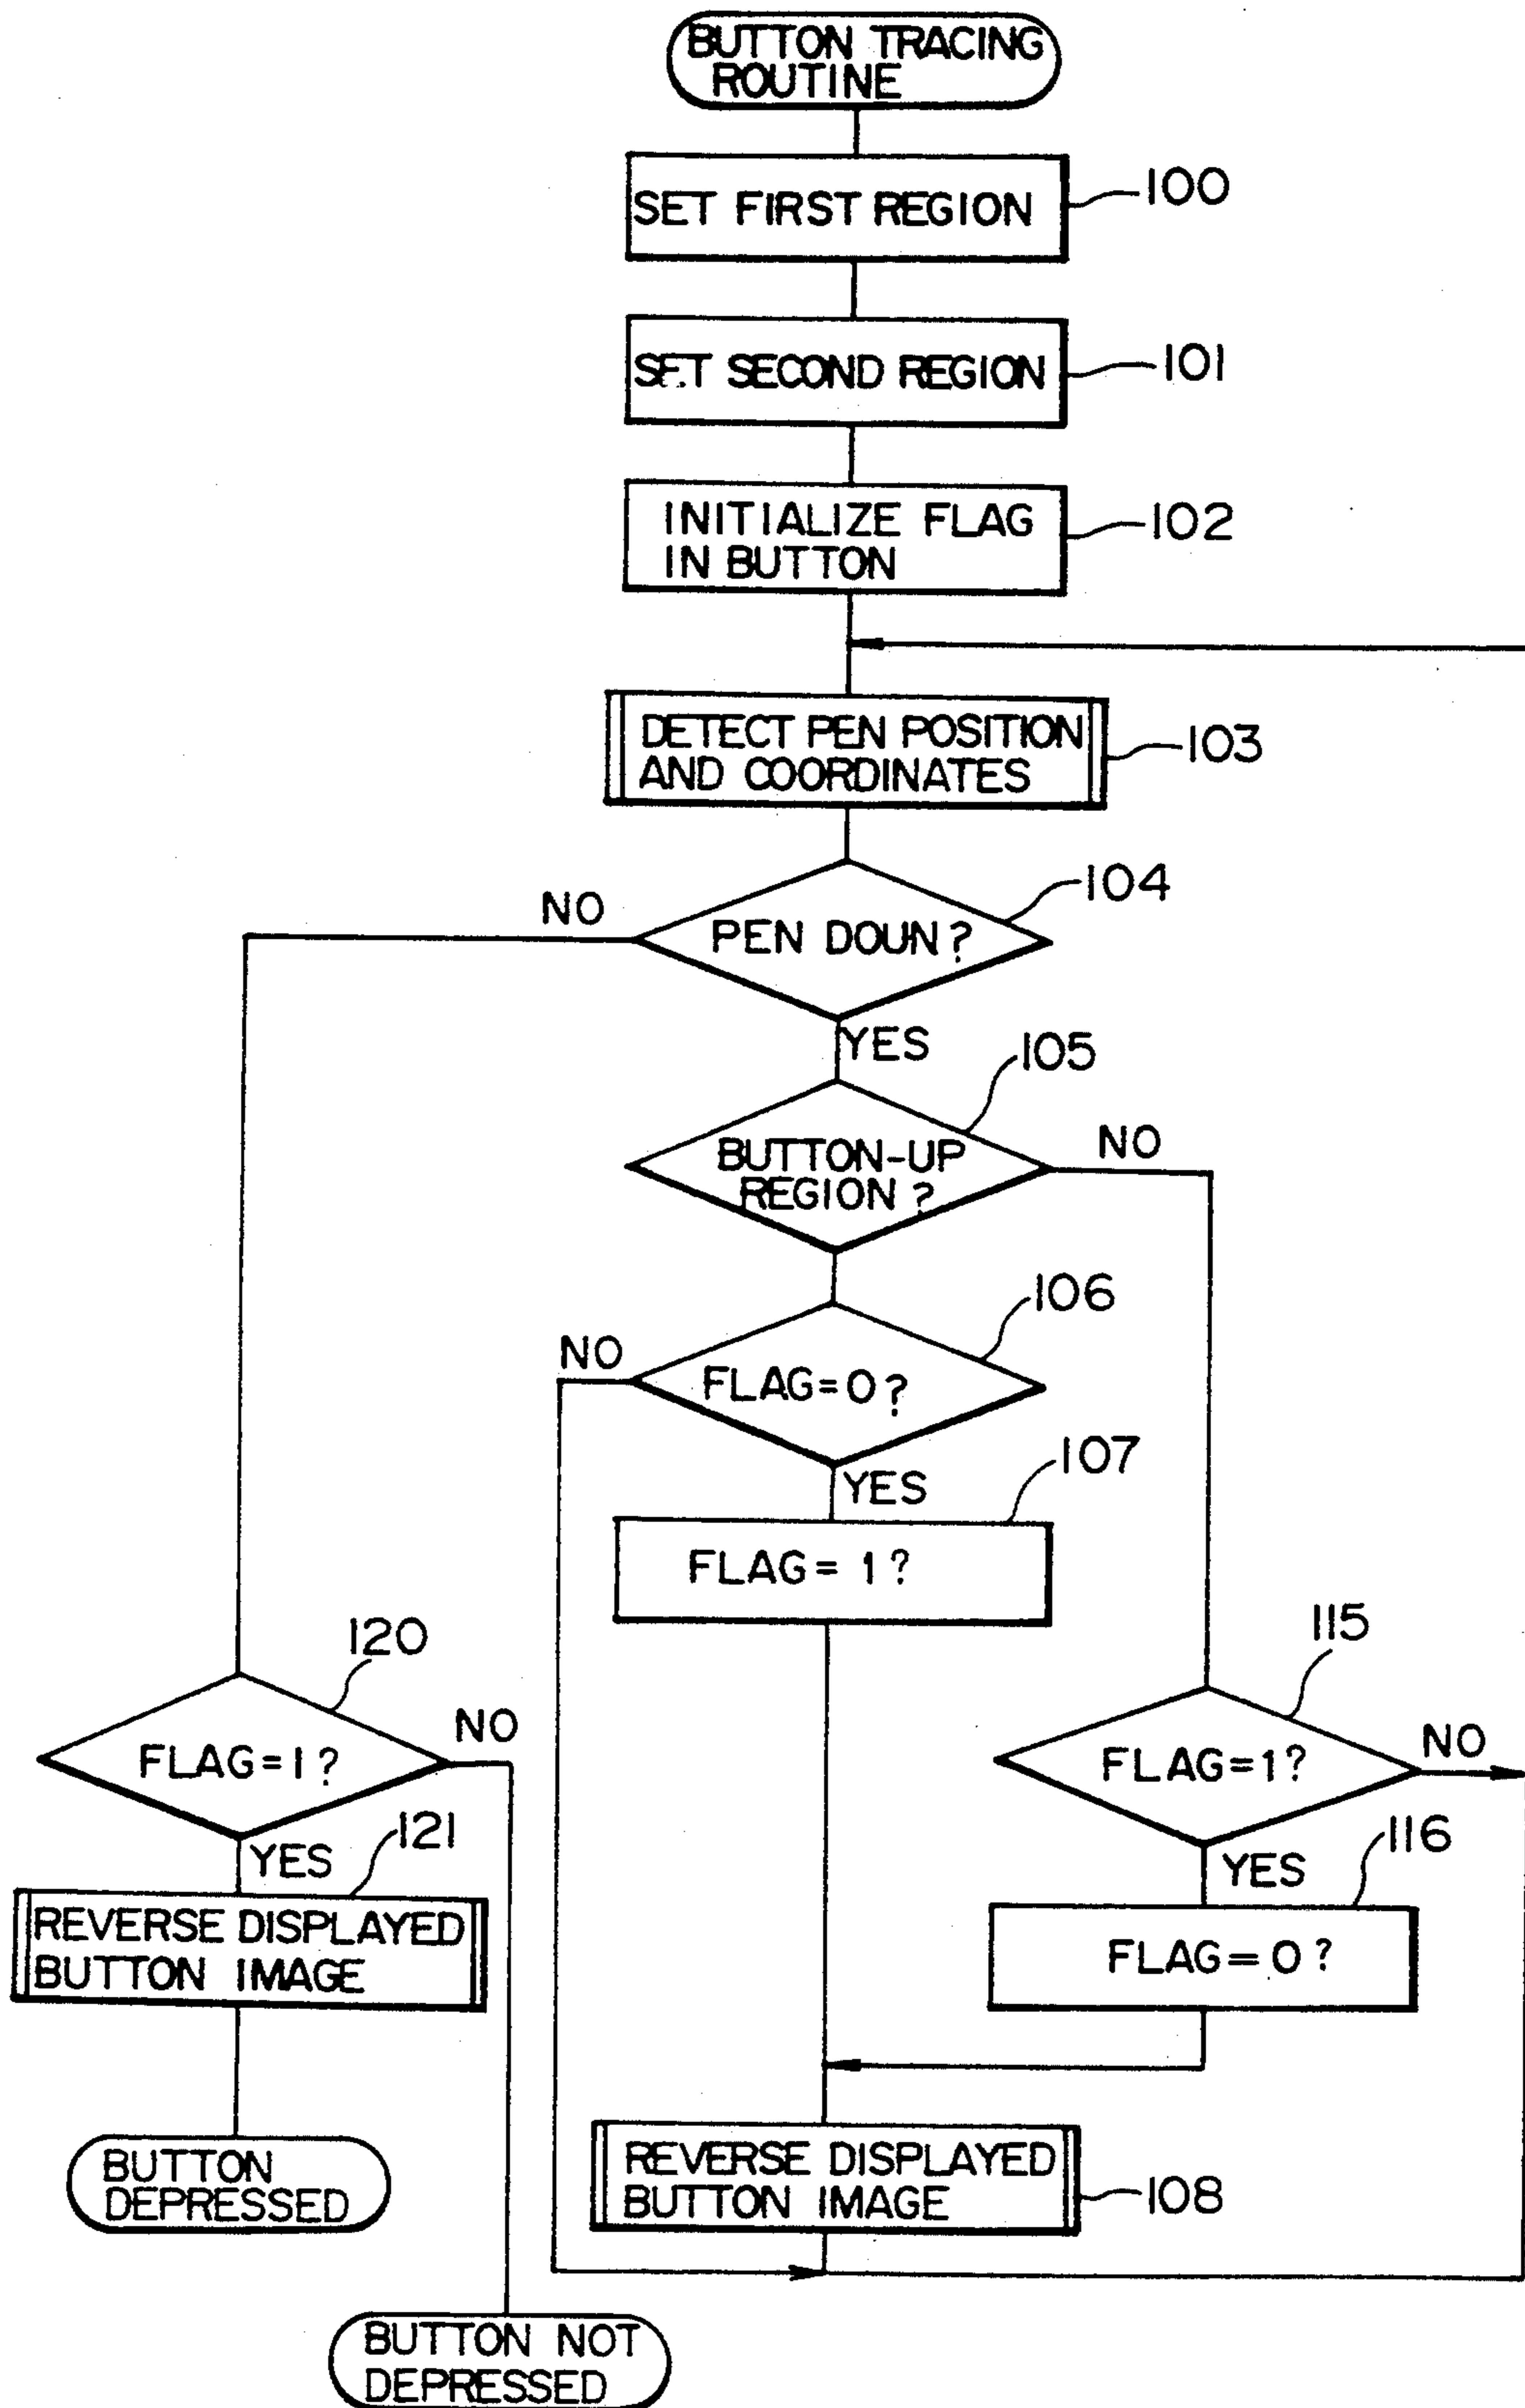 BUTTON TRACING
ROUTINE
SET FIRST REGION
100
SET SECOND REGION
101
INITIALIZE FLAG
IN BUTTON
102
DETECT PEN POSITION
AND COORDINATES
103
104
NO
PEN DOUN?
YES
105
BUTTON-UP
REGION?
NO
106
NO
FLAG=0?
YES
107
FLAG= 1?
120
FLAG=1?
NO
YES
121
REVERSE DISPLAYED
BUTTON IMAGE
BUTTON
DEPRESSED
115
FLAG=1?
NO
YES
116
FLAG=0?
REVERSE DISPLAYED
BUTTON IMAGE
108
BUTTON NOT
DEPRESSED